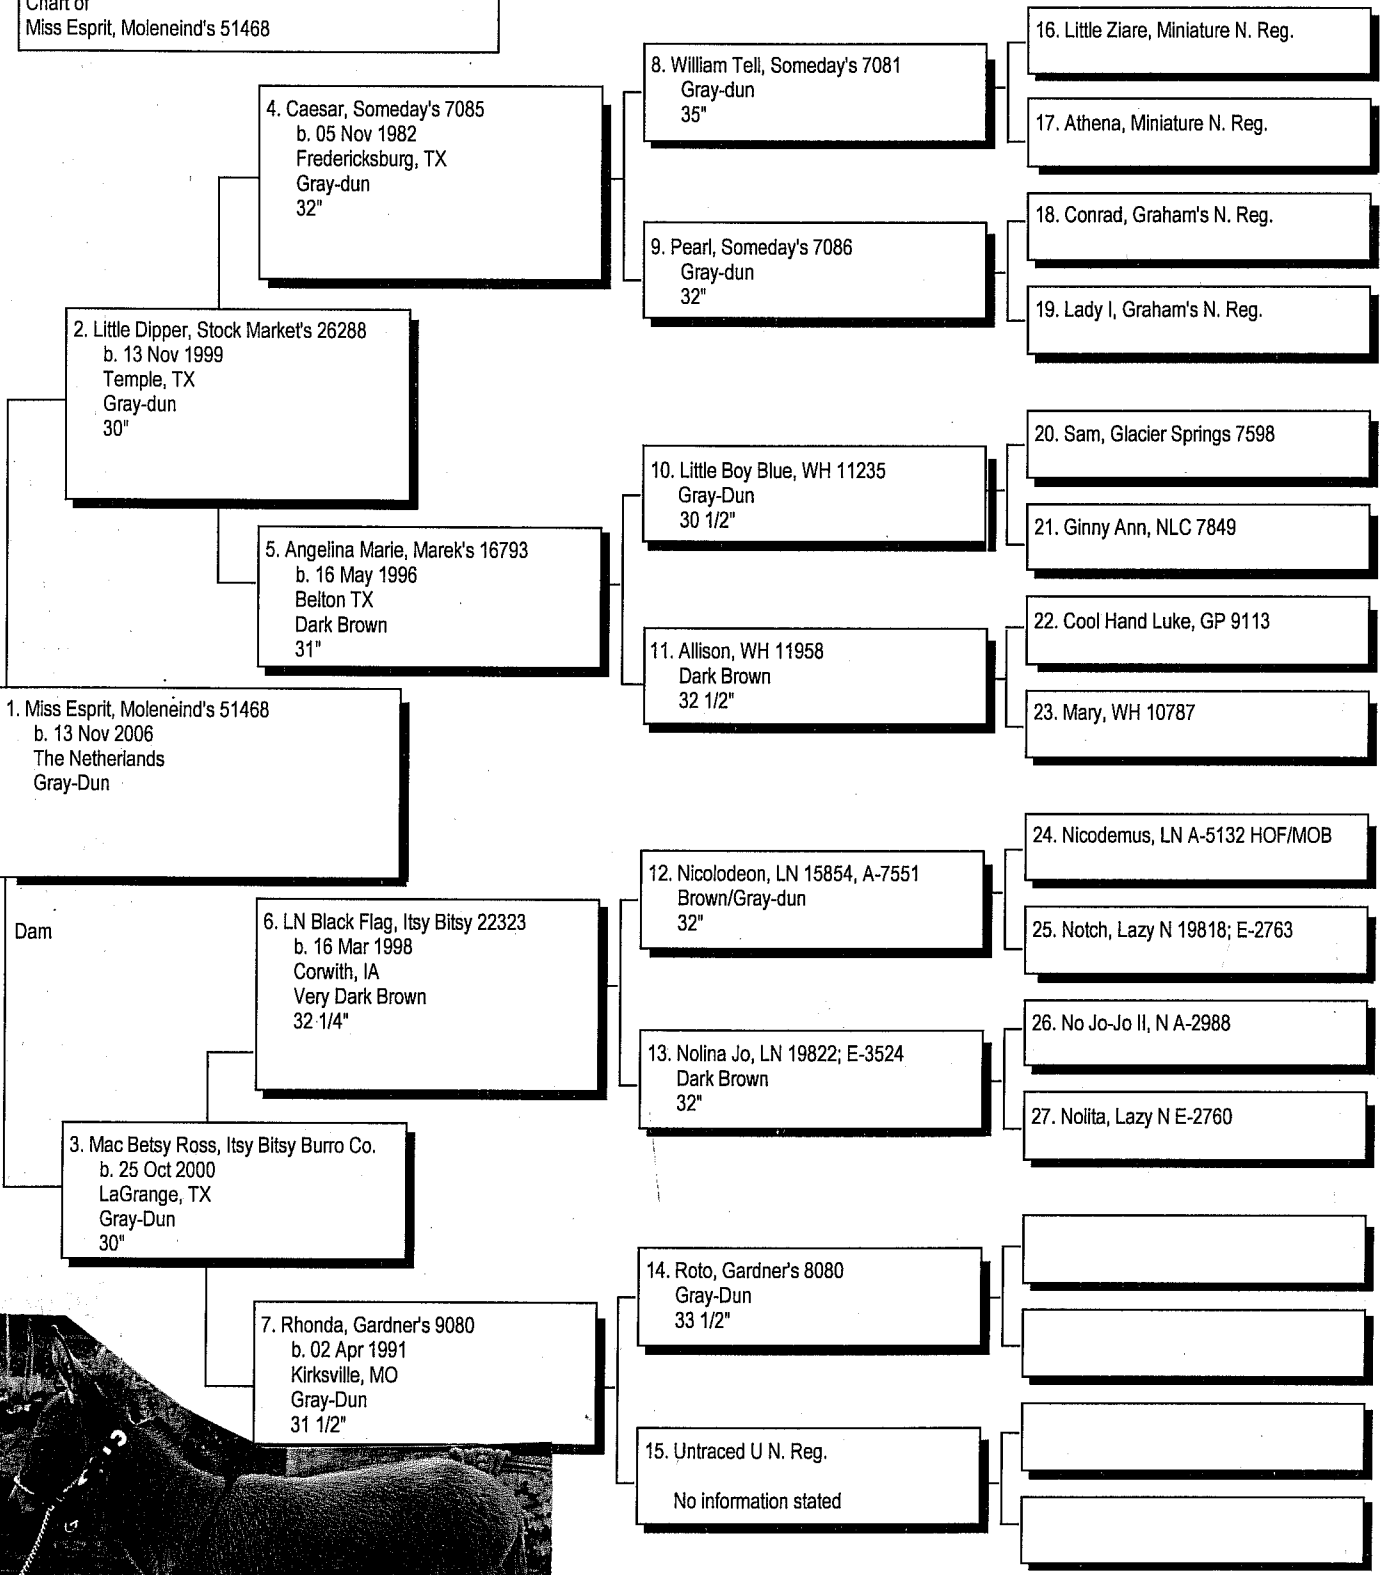 Chart of
Miss Esprit, Moleneind's 51468
1. Miss Esprit, Moleneind's 51468
b. 13 Nov 2006
The Netherlands
Gray-Dun
Dam
2. Little Dipper, Stock Market's 26288
b. 13 Nov 1999
Temple, TX
Gray-dun
30"
3. Mac Betsy Ross, Itsy Bitsy Burro Co.
b. 25 Oct 2000
LaGrange, TX
Gray-Dun
30"
4. Caesar, Someday's 7085
b. 05 Nov 1982
Fredericksburg, TX
Gray-dun
32"
5. Angelina Marie, Marek's 16793
b. 16 May 1996
Belton TX
Dark Brown
31"
6. LN Black Flag, Itsy Bitsy 22323
b. 16 Mar 1998
Corwith, IA
Very Dark Brown
32 1/4"
7. Rhonda, Gardner's 9080
b. 02 Apr 1991
Kirksville, MO
Gray-Dun
31 1/2"
8. William Tell, Someday's 7081
Gray-dun
35"
9. Pearl, Someday's 7086
Gray-dun
32"
10. Little Boy Blue, WH 11235
Gray-Dun
30 1/2"
11. Allison, WH 11958
Dark Brown
32 1/2"
12. Nicolodeon, LN 15854, A-7551
Brown/Gray-dun
32"
13. Nolina Jo, LN 19822; E-3524
Dark Brown
32"
14. Roto, Gardner's 8080
Gray-Dun
33 1/2"
15. Untraced U N. Reg.
No information stated
16. Little Ziare, Miniature N. Reg.
17. Athena, Miniature N. Reg.
18. Conrad, Graham's N. Reg.
19. Lady I, Graham's N. Reg.
20. Sam, Glacier Springs 7598
21. Ginny Ann, NLC 7849
22. Cool Hand Luke, GP 9113
23. Mary, WH 10787
24. Nicodemus, LN A-5132 HOF/MOB
25. Notch, Lazy N 19818; E-2763
26. No Jo-Jo II, N A-2988
27. Nolita, Lazy N E-2760